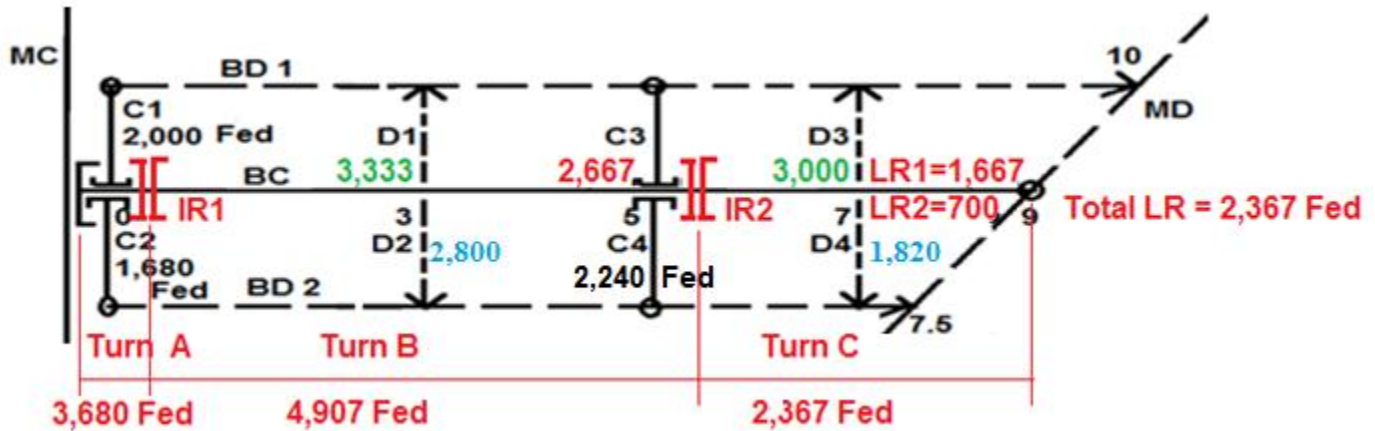 10
MC
BD 1
MD
C1
2,000 Fed
D1
C3
D3
BC
3,333
2,667
3,000
LR1=1,667
0
IR1
3
5
IR2
7
LR2=700
9
Total LR = 2,367 Fed
C2
D2
2,800
C4
D4
1,820
1,680
Fed
2,240 Fed
BD 2
7.5
Turn A
Turn B
Turn C
3,680 Fed
4,907 Fed
2,367 Fed